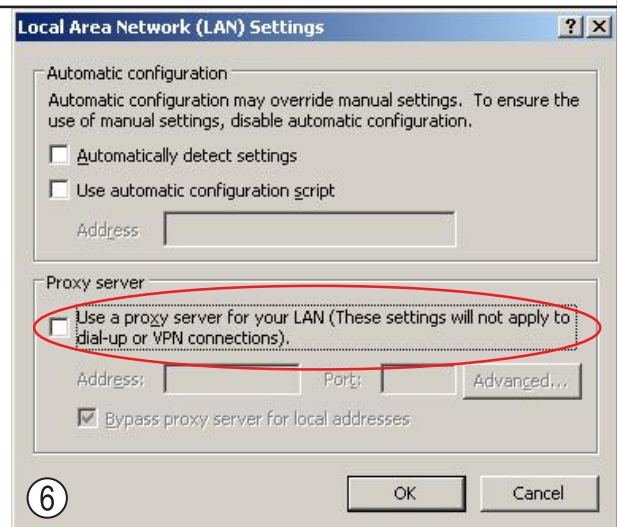 Local Area Network (LAN) Settings
Automatic configuration
Automatic configuration may override manual settings. To ensure the
use of manual settings, disable automatic configuration.
Automatically detect settings
Use automatic configuration script
Address
Proxy server
Use a proxy server for your LAN (These settings will not apply to
dial-up or VPN connections).
Address: Port: Advanced...
Bypass proxy server for local addresses
⑥ OK Cancel